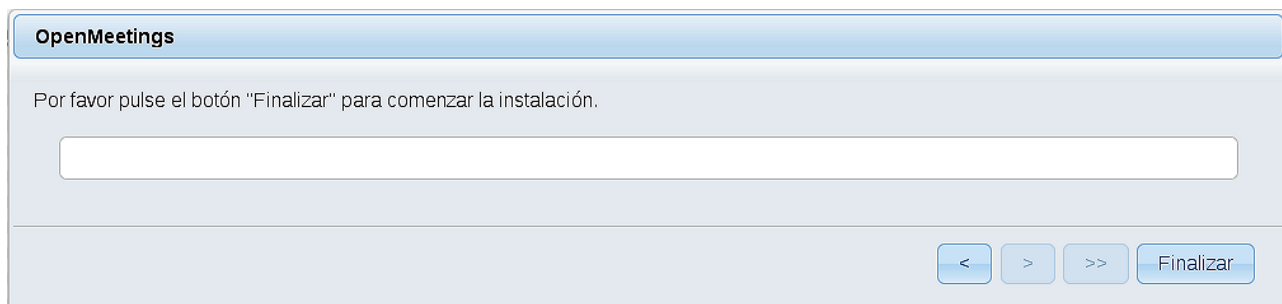 OpenMeetings
Por favor pulse el botón "Finalizar" para comenzar la instalación.
< > >> Finalizar